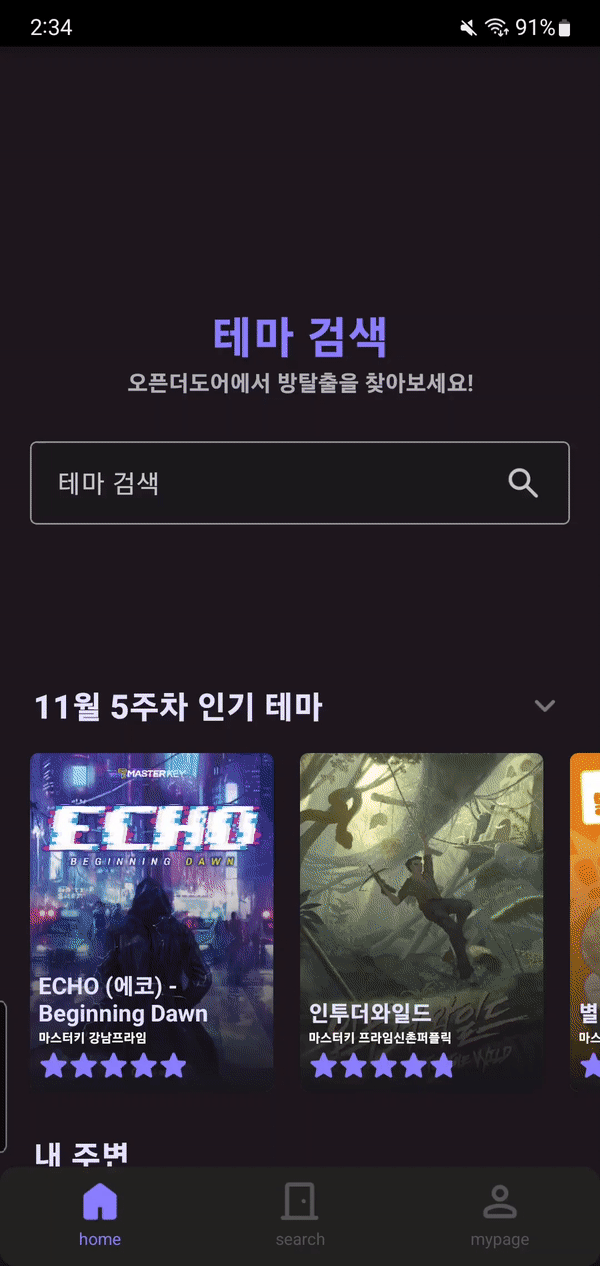 2:34
91%
테마 검색
오픈더도어에서 방탈출을 찾아보세요!
테마 검색
11월 5주차 인기 테마
MASTER KEY
ECHO
BEGINNING DAWN
ECHO (에코) -
Beginning Dawn
마스터키 강남프라임
인투더와일드
마스터키 프라임신촌퍼플릭
별
마스
내 주변
home
search
mypage